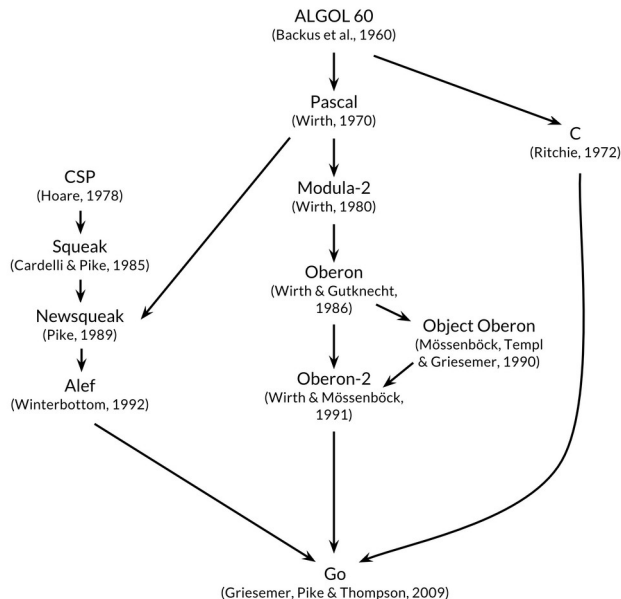 ALGOL 60
(Backus et al., 1960)
Pascal
(Wirth, 1970)
C
(Ritchie, 1972)
CSP
(Hoare, 1978)
Modula-2
(Wirth, 1980)
Squeak
(Cardelli & Pike, 1985)
Oberon
(Wirth & Gutknecht,
1986)
Newsqueak
(Pike, 1989)
Object Oberon
(Mössenböck, Templ
& Griesemer, 1990)
Alef
(Winterbottom, 1992)
Oberon-2
(Wirth & Mössenböck,
1991)
Go
(Griesemer, Pike & Thompson, 2009)